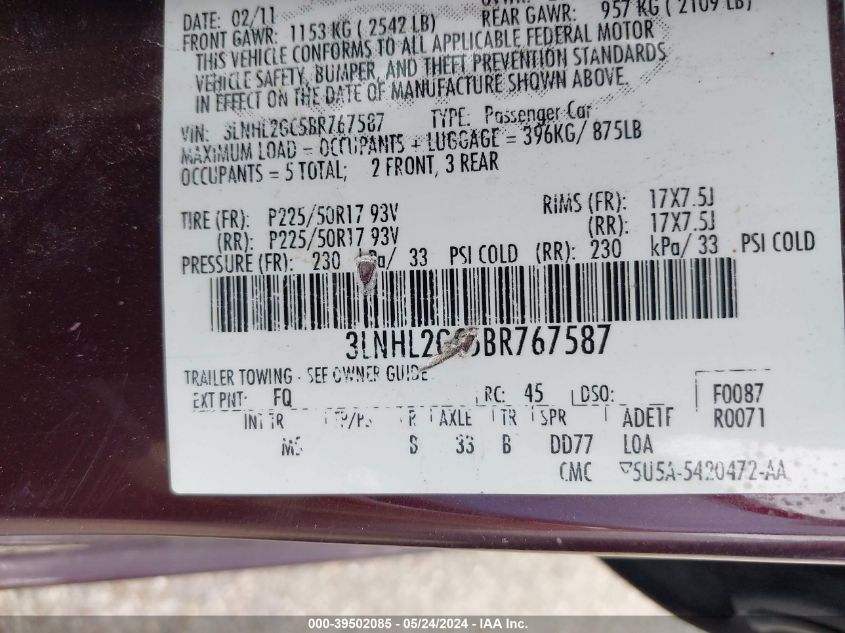 DATE: 02/11
FRONT GAWR: 1153 KG ( 2542 LB) REAR GAWR: 957 KG ( 2109 LB)
THIS VEHICLE CONFORMS TO ALL APPLICABLE FEDERAL MOTOR
VEHICLE SAFETY, BUMPER, AND THEFT PREVENTION STANDARDS
IN EFFECT ON THE DATE OF MANUFACTURE SHOWN ABOVE.
VIN: 3LNHL2GC5BR767587 TYPE: Passenger Car
MAXIMUM LOAD = OCCUPANTS + LUGGAGE = 396KG/ 875LB
OCCUPANTS = 5 TOTAL; 2 FRONT, 3 REAR
TIRE (FR): P225/50R17 93V RIMS (FR): 17X7.5J
(RR): P225/50R17 93V (RR): 17X7.5J
PRESSURE (FR): 230 kPa/ 33 PSI COLD (RR): 230 kPa/ 33 PSI COLD
3LNHL2GC5BR767587
TRAILER TOWING - SEE OWNER GUIDE
EXT PNT: FQ RC: 45 DSO: F0087
INT TR TP/PS R AXLE TR SPR ADETF R0071
S 33 B DD77 LOA
CMC 5U5A-5420472-AA
000-39502085 / 05/24/2024 - IAA Inc.